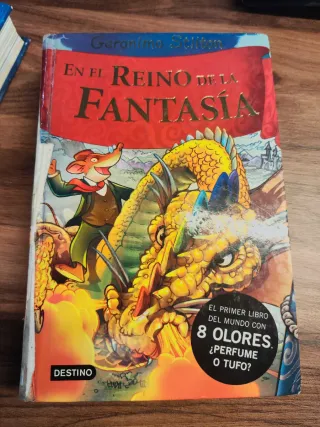 Geronimo Stilton
EN EL REINO DE LA
FANTASÍA
EL PRIMER LIBRO
DEL MUNDO CON
8 OLORES.
¿PERFUME
O TUFO?
DESTINO